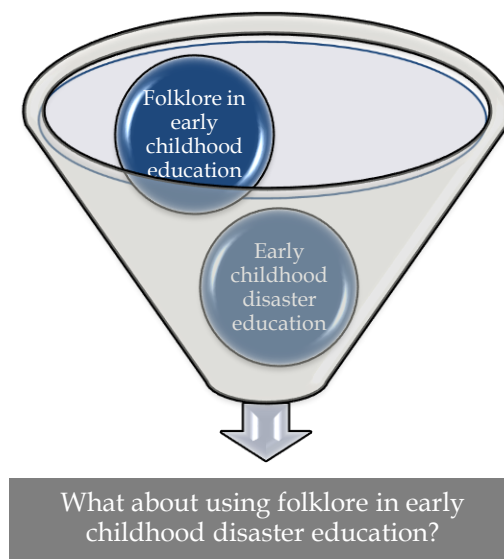 Folklore in
early
childhood
education
Early
childhood
disaster
education
What about using folklore in early
childhood disaster education?